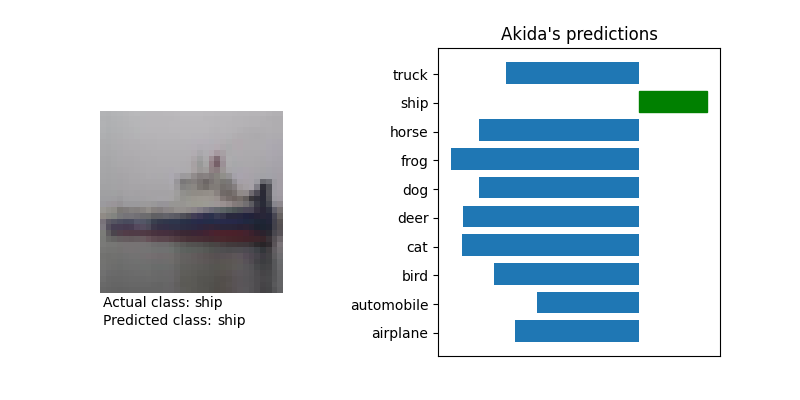 Akida's predictions
truck
ship
horse
frog
dog
deer
cat
bird
automobile
airplane
Actual class: ship
Predicted class: ship